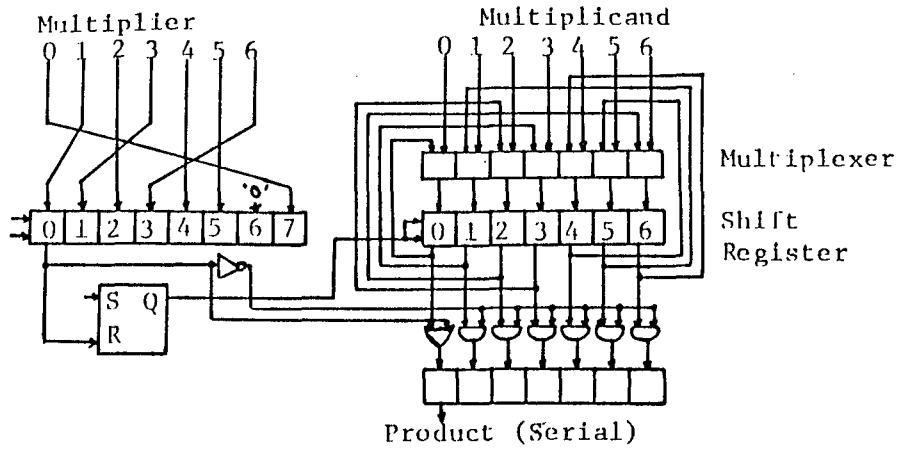 Multiplier
0 1 2 3 4 5 6
Multiplicand
0 1 2 3 4 5 6
Multiplexer
'0'
0 1 2 3 4 5 6 7
0 1 2 3 4 5 6
Shift
Register
S Q
R
Product (Serial)